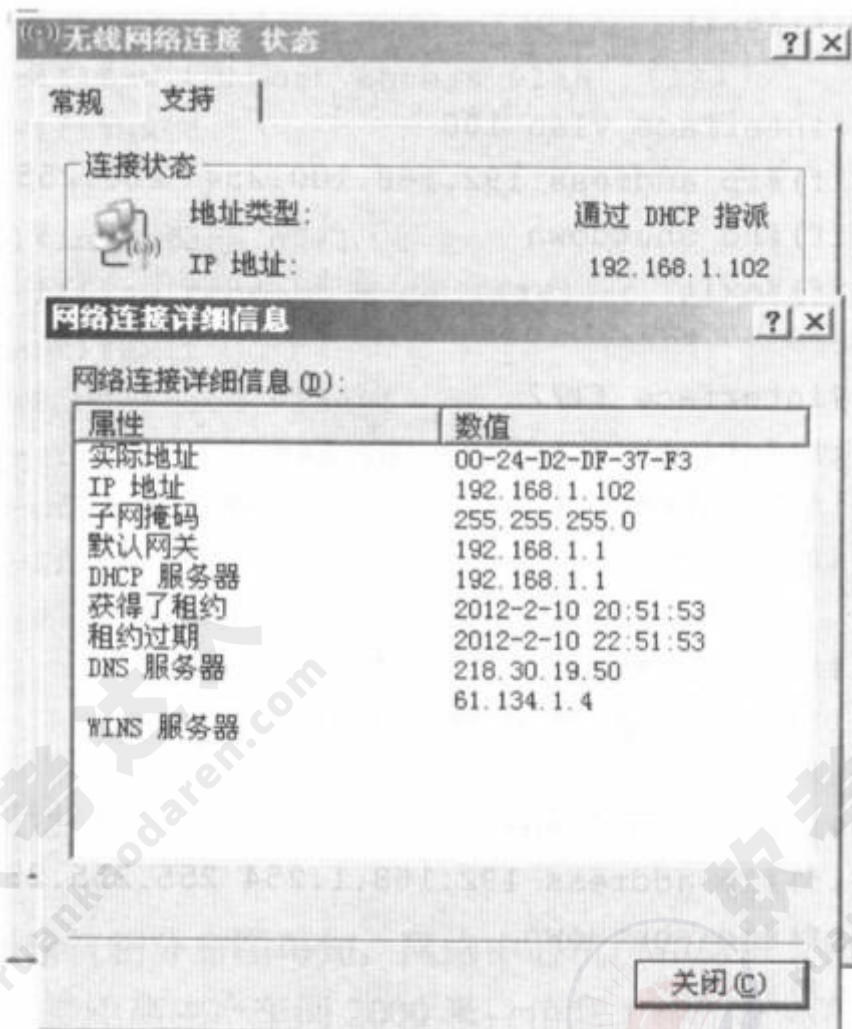 无线网络连接 状态
常规 支持
连接状态
地址类型: 通过 DHCP 指派
IP 地址: 192.168.1.102
网络连接详细信息
网络连接详细信息(D):
属性 数值
实际地址 00-24-D2-DF-37-F3
IP 地址 192.168.1.102
子网掩码 255.255.255.0
默认网关 192.168.1.1
DHCP 服务器 192.168.1.1
获得了租约 2012-2-10 20:51:53
租约过期 2012-2-10 22:51:53
DNS 服务器 218.30.19.50
61.134.1.4
WINS 服务器
关闭(C)